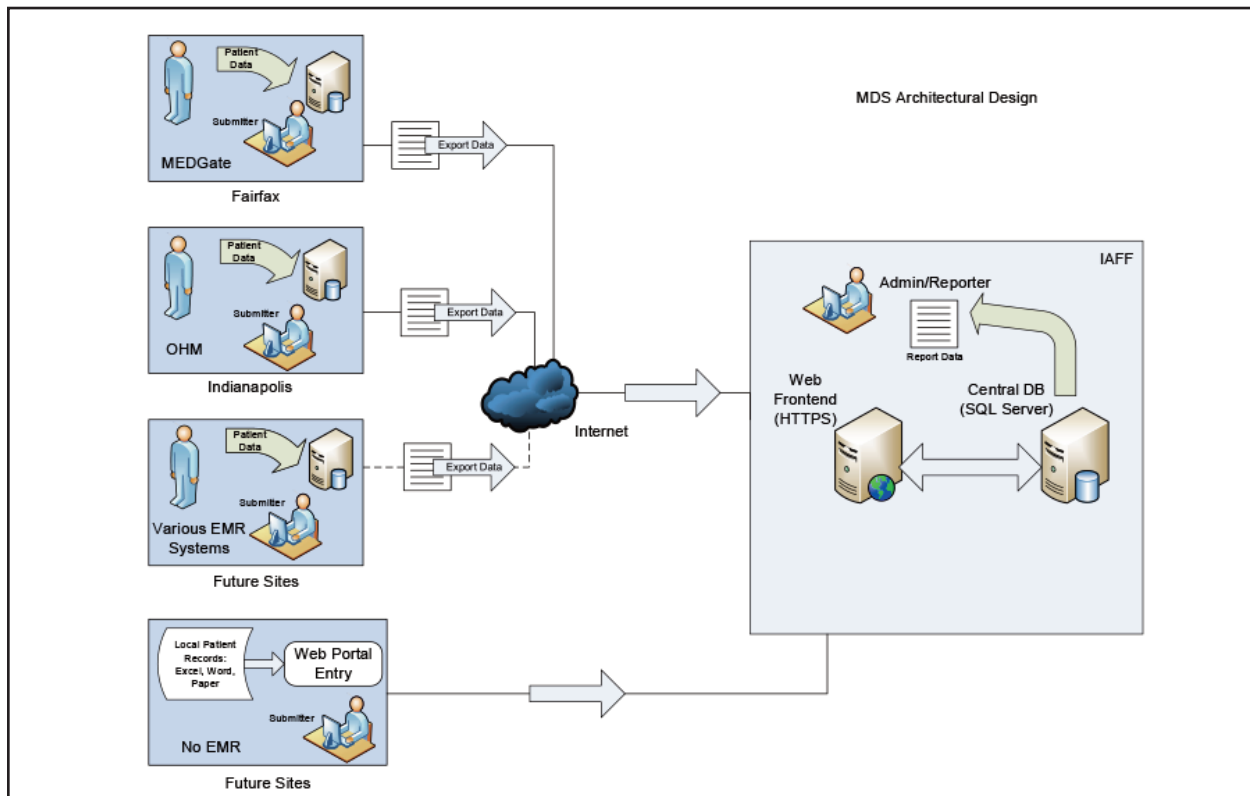 MDS Architectural Design
Patient
Data
Submitter
MEDGate
Fairfax
Export Data
Patient
Data
Submitter
OHM
Indianapolis
Export Data
Patient
Data
Submitter
Various EMR
Systems
Future Sites
Export Data
Internet
Local Patient
Records:
Excel, Word,
Paper
Web Portal
Entry
Submitter
No EMR
Future Sites
IAFF
Admin/Reporter
Report Data
Web
Frontend
(HTTPS)
Central DB
(SQL Server)